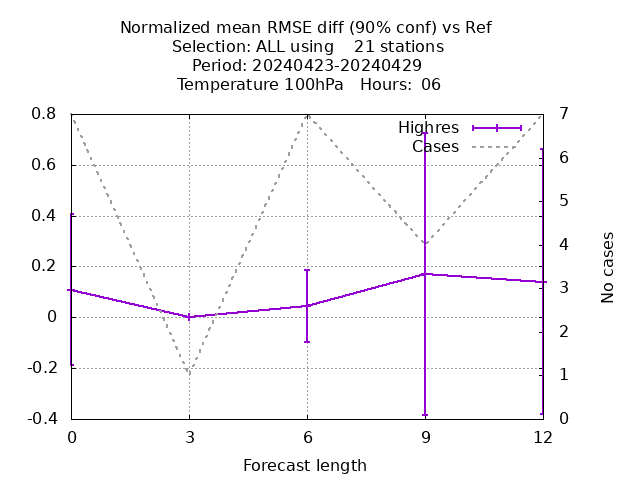 Normalized mean RMSE diff (90% conf) vs Ref
Selection: ALL using    21 stations
Period: 20240423-20240429
Temperature 100hPa   Hours:  06
Highres
Cases
0.8
0.6
0.4
0.2
0
-0.2
-0.4
7
6
5
4
3
2
1
0
No cases
0 3 6 9 12
Forecast length